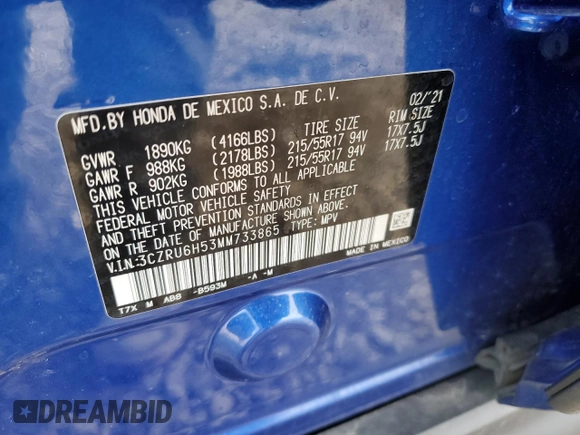 MFD.BY HONDA DE MEXICO S.A. DE C.V. 02/'21
GVWR 1890KG (4166LBS) TIRE SIZE RIM SIZE
GAWR F 988KG (2178LBS) 215/55R17 94V 17X7.5J
GAWR R 902KG (1988LBS) 215/55R17 94V 17X7.5J
THIS VEHICLE CONFORMS TO ALL APPLICABLE
FEDERAL MOTOR VEHICLE SAFETY
AND THEFT PREVENTION STANDARDS IN EFFECT
ON THE DATE OF MANUFACTURE SHOWN ABOVE.
V.I.N:3CZRU6H53MM733865 TYPE: MPV
MADE IN MEXICO
T7X M AB8 -B593M -A -M
DREAMBID